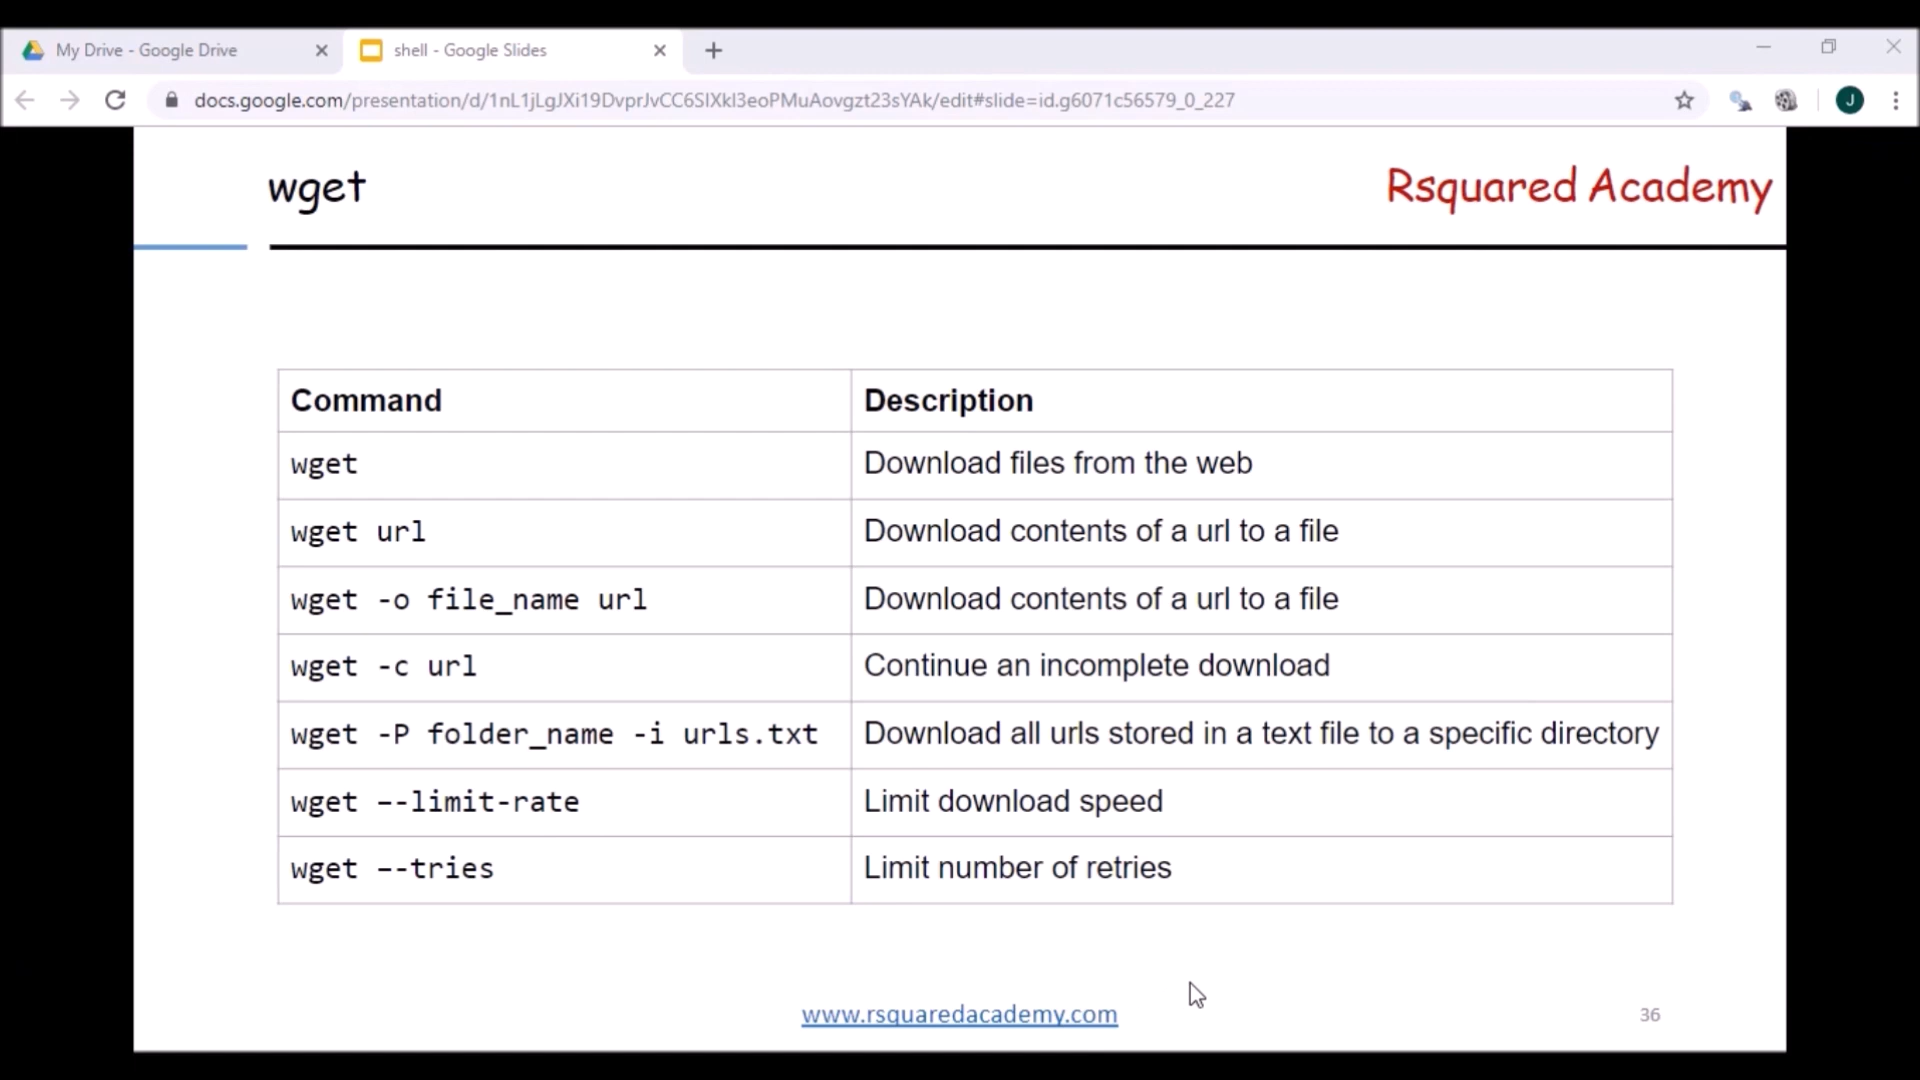 My Drive - Google Drive
shell - Google Slides
docs.google.com/presentation/d/1nL1jLgJXi19DvprJvCC6SIXkl3eoPMuAovgzt23sYAk/edit#slide=id.g6071c56579_0_227
J
wget
Rsquared Academy
Command Description
wget Download files from the web
wget url Download contents of a url to a file
wget -o file_name url Download contents of a url to a file
wget -c url Continue an incomplete download
wget -P folder_name -i urls.txt Download all urls stored in a text file to a specific directory
wget --limit-rate Limit download speed
wget --tries Limit number of retries
www.rsquaredacademy.com
36